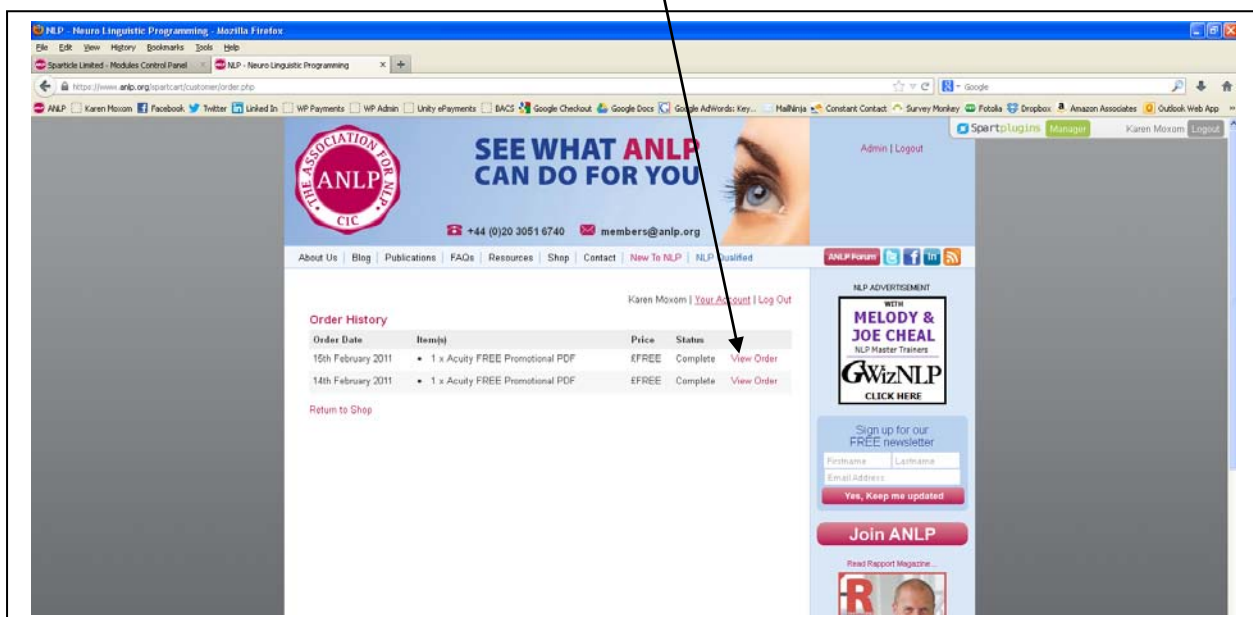 NLP - Neuro Linguistic Programming - Mozilla Firefox
File Edit View History Bookmarks Tools Help
Sparticle Limited - Modules Control Panel
NLP - Neuro Linguistic Programming
https://www.anlp.org/spartcart/customer/order.php
Google
ANLP Karen Moxom Facebook Twitter Linked In WP Payments WP Admin Unity ePayments BACS Google Checkout Google Docs Google AdWords: Key... MailNinja Constant Contact Survey Monkey Fotolia Dropbox Amazon Associates Outlook Web App
Spartplugins Manager Karen Moxom Logout
THE ASSOCIATION FOR NLP
ANLP
CIC
SEE WHAT ANLP
CAN DO FOR YOU
+44 (0)20 3051 6740 members@anlp.org
Admin | Logout
About Us | Blog | Publications | FAQs | Resources | Shop | Contact | New To NLP | NLP Qualified
ANLP Forum
Karen Moxom | Your Account | Log Out
Order History
Order Date Item(s) Price Status
15th February 2011 • 1 x Acuity FREE Promotional PDF £FREE Complete View Order
14th February 2011 • 1 x Acuity FREE Promotional PDF £FREE Complete View Order
Return to Shop
NLP ADVERTISEMENT
WITH
MELODY &
JOE CHEAL
NLP Master Trainers
GWizNLP
CLICK HERE
Sign up for our
FREE newsletter
Firstname Lastname
Email Address
Yes, Keep me updated
Join ANLP
Read Rapport Magazine...
R